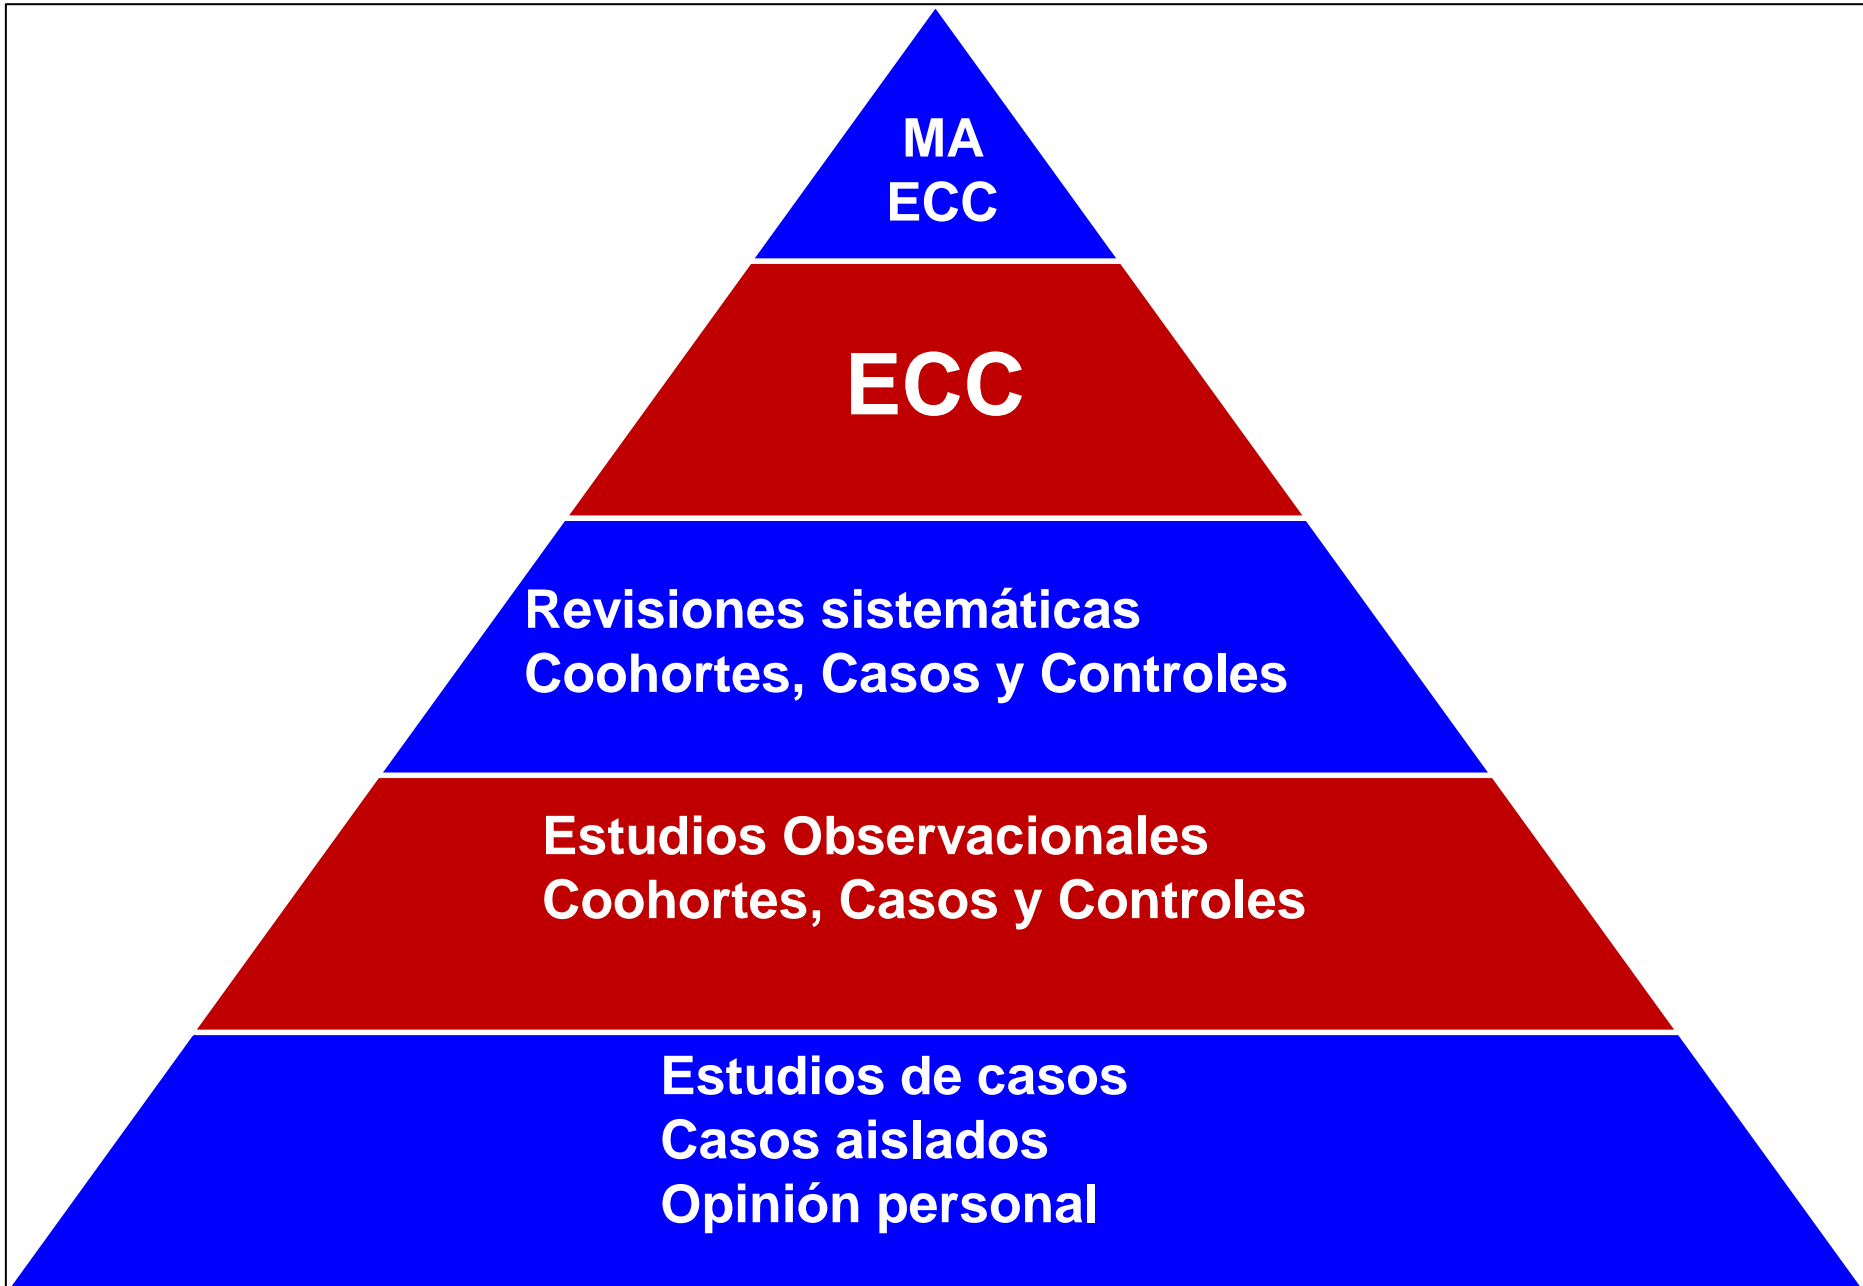 MA
ECC
ECC
Revisiones sistemáticas
Coohortes, Casos y Controles
Estudios Observacionales
Coohortes, Casos y Controles
Estudios de casos
Casos aislados
Opinión personal